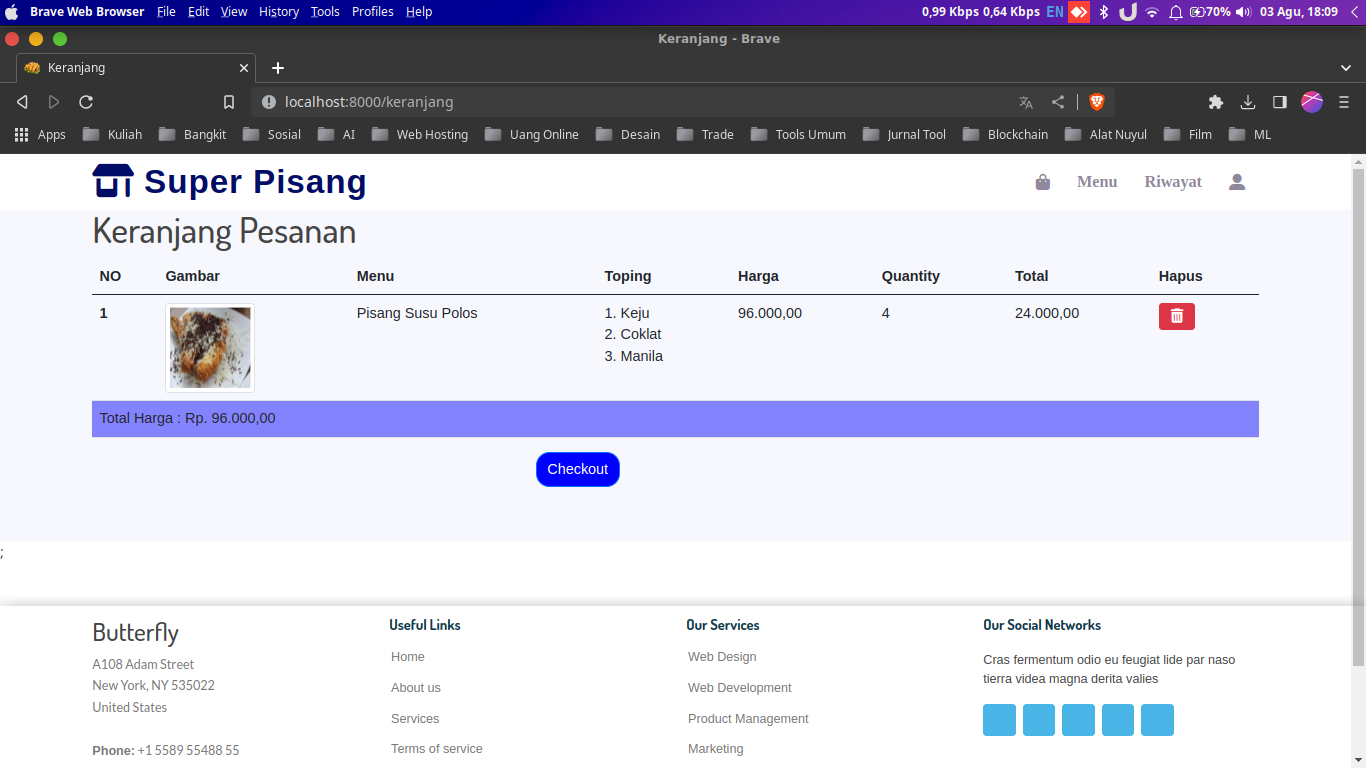 Brave Web Browser File Edit View History Tools Profiles Help 0,99 Kbps 0,64 Kbps EN 70% 03 Agu, 18:09
Keranjang - Brave
Keranjang
localhost:8000/keranjang
Apps Kuliah Bangkit Sosial AI Web Hosting Uang Online Desain Trade Tools Umum Jurnal Tool Blockchain Alat Nuyul Film ML
Super Pisang Menu Riwayat
Keranjang Pesanan
NO Gambar Menu Toping Harga Quantity Total Hapus
1 Pisang Susu Polos 1. Keju 96.000,00 4 24.000,00
2. Coklat
3. Manila
Total Harga : Rp. 96.000,00
Checkout
;
Butterfly Useful Links Our Services Our Social Networks
A108 Adam Street Home Web Design Cras fermentum odio eu feugiat lide par naso
New York, NY 535022 About us Web Development tierra videa magna derita valies
United States Services Product Management
Phone: +1 5589 55488 55 Terms of service Marketing